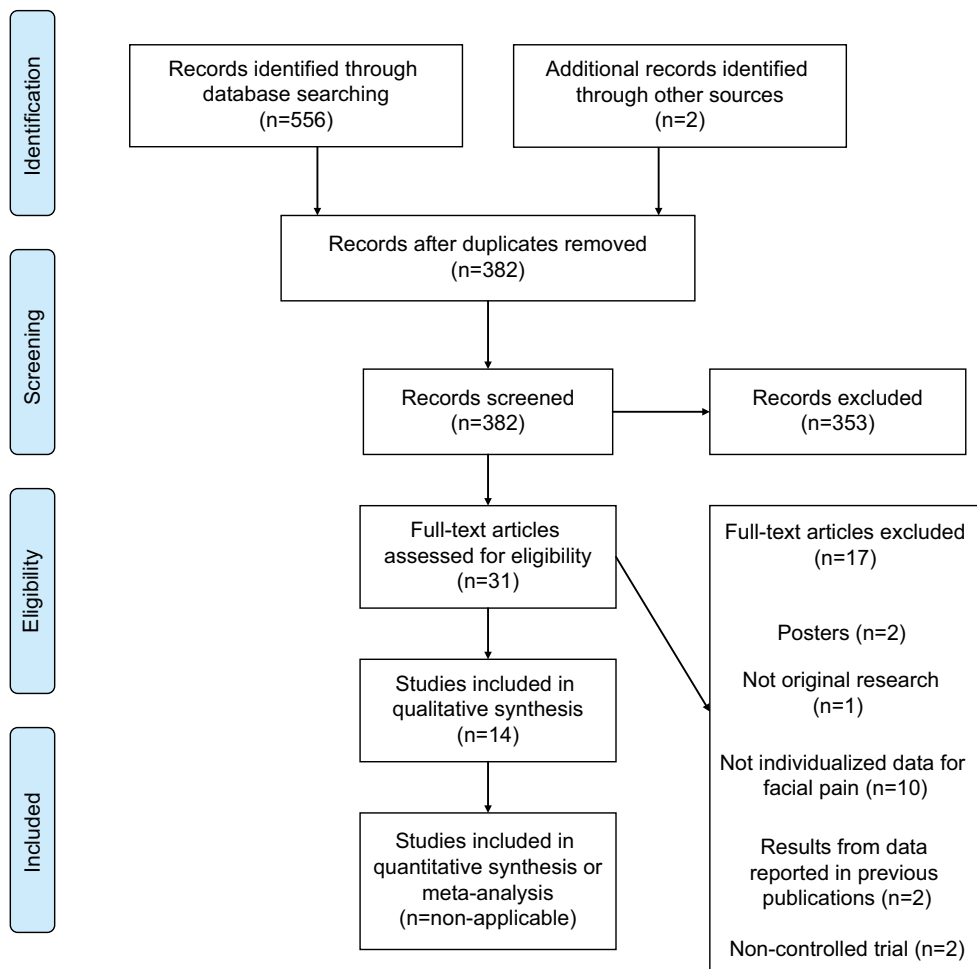 Identification
Records identified through
database searching
(n=556)
Additional records identified
through other sources
(n=2)
Records after duplicates removed
(n=382)
Screening
Records screened
(n=382)
Records excluded
(n=353)
Eligibility
Full-text articles
assessed for eligibility
(n=31)
Full-text articles excluded
(n=17)
Posters (n=2)
Not original research
(n=1)
Not individualized data for
facial pain (n=10)
Results from data
reported in previous
publications (n=2)
Non-controlled trial (n=2)
Studies included in
qualitative synthesis
(n=14)
Included
Studies included in
quantitative synthesis or
meta-analysis
(n=non-applicable)